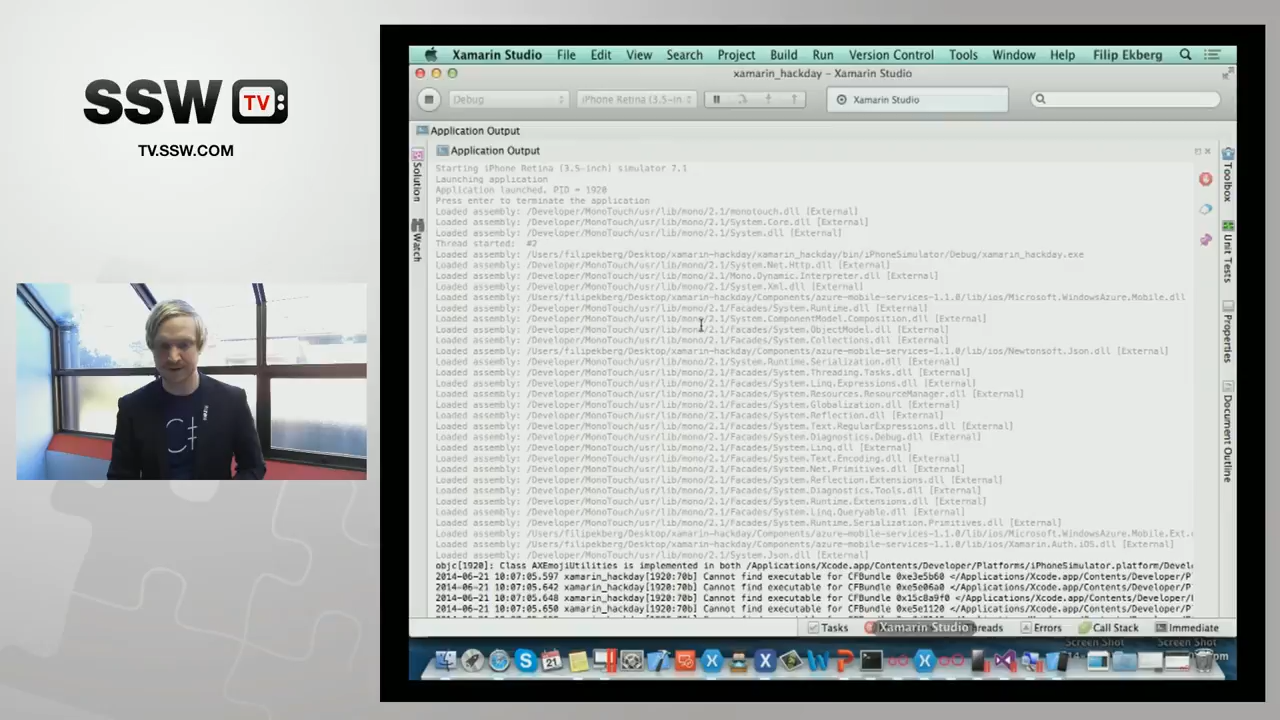 SSW TV:
TV.SSW.COM
C#
Xamarin Studio File Edit View Search Project Build Run Version Control Tools Window Help Filip Ekberg
xamarin_hackday – Xamarin Studio
Debug iPhone Retina (3.5-in Xamarin Studio
Application Output
Application Output
Solution
Watch
Starting iPhone Retina (3.5-inch) simulator 7.1
Launching application
Application launched. PID = 1920
Press enter to terminate the application
Loaded assembly: /Developer/MonoTouch/usr/lib/mono/2.1/monotouch.dll [External]
Loaded assembly: /Developer/MonoTouch/usr/lib/mono/2.1/System.Core.dll [External]
Loaded assembly: /Developer/MonoTouch/usr/lib/mono/2.1/System.dll [External]
Thread started: #2
Loaded assembly: /Users/filipekberg/Desktop/xamarin-hackday/xamarin_hackday/bin/iPhoneSimulator/Debug/xamarin_hackday.exe
Loaded assembly: /Developer/MonoTouch/usr/lib/mono/2.1/System.Net.Http.dll [External]
Loaded assembly: /Developer/MonoTouch/usr/lib/mono/2.1/Mono.Dynamic.Interpreter.dll [External]
Loaded assembly: /Developer/MonoTouch/usr/lib/mono/2.1/System.Xml.dll [External]
Loaded assembly: /Users/filipekberg/Desktop/xamarin-hackday/Components/azure-mobile-services-1.1.0/lib/ios/Microsoft.WindowsAzure.Mobile.dll
Loaded assembly: /Developer/MonoTouch/usr/lib/mono/2.1/Facades/System.Runtime.dll [External]
Loaded assembly: /Developer/MonoTouch/usr/lib/mono/2.1/System.ComponentModel.Composition.dll [External]
Loaded assembly: /Developer/MonoTouch/usr/lib/mono/2.1/Facades/System.ObjectModel.dll [External]
Loaded assembly: /Developer/MonoTouch/usr/lib/mono/2.1/Facades/System.Collections.dll [External]
Loaded assembly: /Users/filipekberg/Desktop/xamarin-hackday/Components/azure-mobile-services-1.1.0/lib/ios/Newtonsoft.Json.dll [External]
Loaded assembly: /Developer/MonoTouch/usr/lib/mono/2.1/System.Runtime.Serialization.dll [External]
Loaded assembly: /Developer/MonoTouch/usr/lib/mono/2.1/Facades/System.Threading.Tasks.dll [External]
Loaded assembly: /Developer/MonoTouch/usr/lib/mono/2.1/Facades/System.Linq.Expressions.dll [External]
Loaded assembly: /Developer/MonoTouch/usr/lib/mono/2.1/Facades/System.Resources.ResourceManager.dll [External]
Loaded assembly: /Developer/MonoTouch/usr/lib/mono/2.1/Facades/System.Globalization.dll [External]
Loaded assembly: /Developer/MonoTouch/usr/lib/mono/2.1/Facades/System.Reflection.dll [External]
Loaded assembly: /Developer/MonoTouch/usr/lib/mono/2.1/Facades/System.Text.RegularExpressions.dll [External]
Loaded assembly: /Developer/MonoTouch/usr/lib/mono/2.1/Facades/System.Diagnostics.Debug.dll [External]
Loaded assembly: /Developer/MonoTouch/usr/lib/mono/2.1/Facades/System.Linq.dll [External]
Loaded assembly: /Developer/MonoTouch/usr/lib/mono/2.1/Facades/System.Text.Encoding.dll [External]
Loaded assembly: /Developer/MonoTouch/usr/lib/mono/2.1/Facades/System.Net.Primitives.dll [External]
Loaded assembly: /Developer/MonoTouch/usr/lib/mono/2.1/Facades/System.Reflection.Extensions.dll [External]
Loaded assembly: /Developer/MonoTouch/usr/lib/mono/2.1/Facades/System.Diagnostics.Tools.dll [External]
Loaded assembly: /Developer/MonoTouch/usr/lib/mono/2.1/Facades/System.Runtime.Extensions.dll [External]
Loaded assembly: /Developer/MonoTouch/usr/lib/mono/2.1/Facades/System.Linq.Queryable.dll [External]
Loaded assembly: /Developer/MonoTouch/usr/lib/mono/2.1/Facades/System.Runtime.Serialization.Primitives.dll [External]
Loaded assembly: /Users/filipekberg/Desktop/xamarin-hackday/Components/azure-mobile-services-1.1.0/lib/ios/Microsoft.WindowsAzure.Mobile.Ext.
Loaded assembly: /Users/filipekberg/Desktop/xamarin-hackday/Components/azure-mobile-services-1.1.0/lib/ios/Xamarin.Auth.iOS.dll [External]
Loaded assembly: /Developer/MonoTouch/usr/lib/mono/2.1/System.Json.dll [External]
objc[1920]: Class AXEmojiUtilities is implemented in both /Applications/Xcode.app/Contents/Developer/Platforms/iPhoneSimulator.platform/Devel
2014-06-21 10:07:05.597 xamarin_hackday[1920:70b] Cannot find executable for CFBundle 0xe3e5b60 </Applications/Xcode.app/Contents/Developer/P
2014-06-21 10:07:05.642 xamarin_hackday[1920:70b] Cannot find executable for CFBundle 0xe5e06a0 </Applications/Xcode.app/Contents/Developer/P
2014-06-21 10:07:05.648 xamarin_hackday[1920:70b] Cannot find executable for CFBundle 0x15c8a9f0 </Applications/Xcode.app/Contents/Developer/
2014-06-21 10:07:05.650 xamarin_hackday[1920:70b] Cannot find executable for CFBundle 0xe5e1120 </Applications/Xcode.app/Contents/Developer/P
Toolbox
Unit Tests
Properties
Document Outline
Tasks Xamarin Studio reads Errors Call Stack Immediate
Screen Shot Screen Shot
21